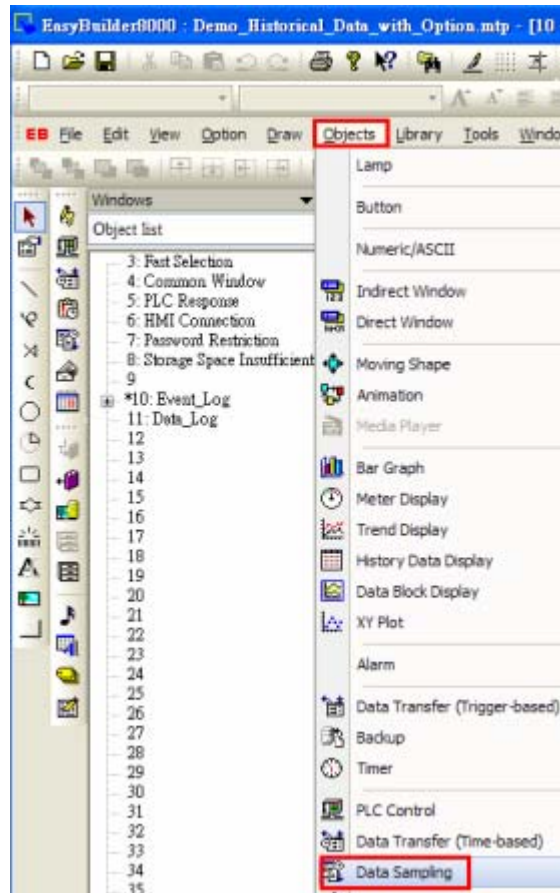 EasyBuilder8000 : Demo_Historical_Data_with_Option.mtp - [10
EB File Edit View Option Draw Objects Library Tools Windo
Windows
Object list
3: Fast Selection
4: Common Window
5: PLC Response
6: HMI Connection
7: Password Restriction
8: Storage Space Insufficient
9
*10: Event_Log
11: Data_Log
12
13
14
15
16
17
18
19
20
21
22
23
24
25
26
27
28
29
30
31
32
33
34
35
Lamp
Button
Numeric/ASCII
Indirect Window
Direct Window
Moving Shape
Animation
Media Player
Bar Graph
Meter Display
Trend Display
History Data Display
Data Block Display
XY Plot
Alarm
Data Transfer (Trigger-based)
Backup
Timer
PLC Control
Data Transfer (Time-based)
Data Sampling